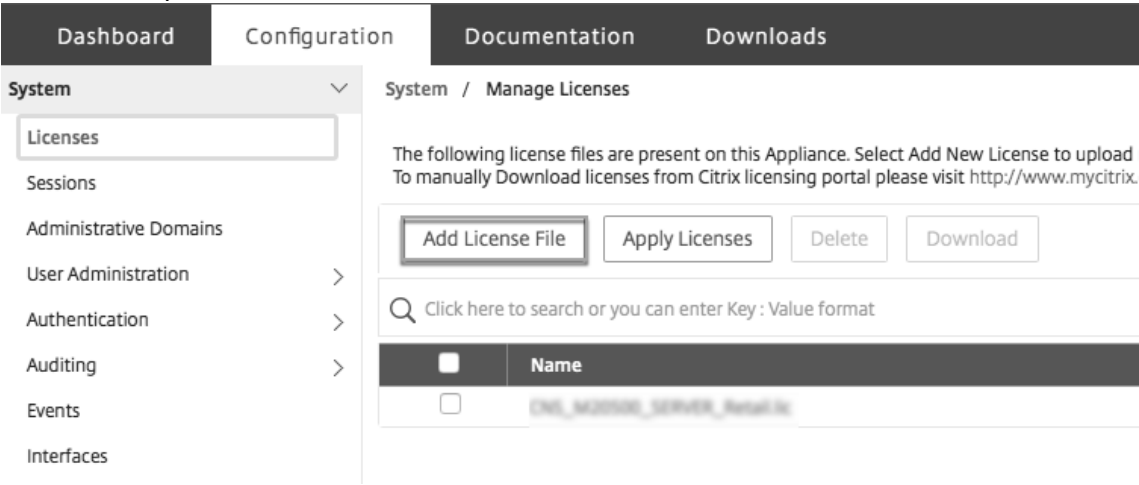 Dashboard
Configuration
Documentation
Downloads
System
Licenses
Sessions
Administrative Domains
User Administration
Authentication
Auditing
Events
Interfaces
System / Manage Licenses
The following license files are present on this Appliance. Select Add New License to upload
To manually Download licenses from Citrix licensing portal please visit http://www.mycitrix.
Add License File
Apply Licenses
Delete
Download
Click here to search or you can enter Key : Value format
Name